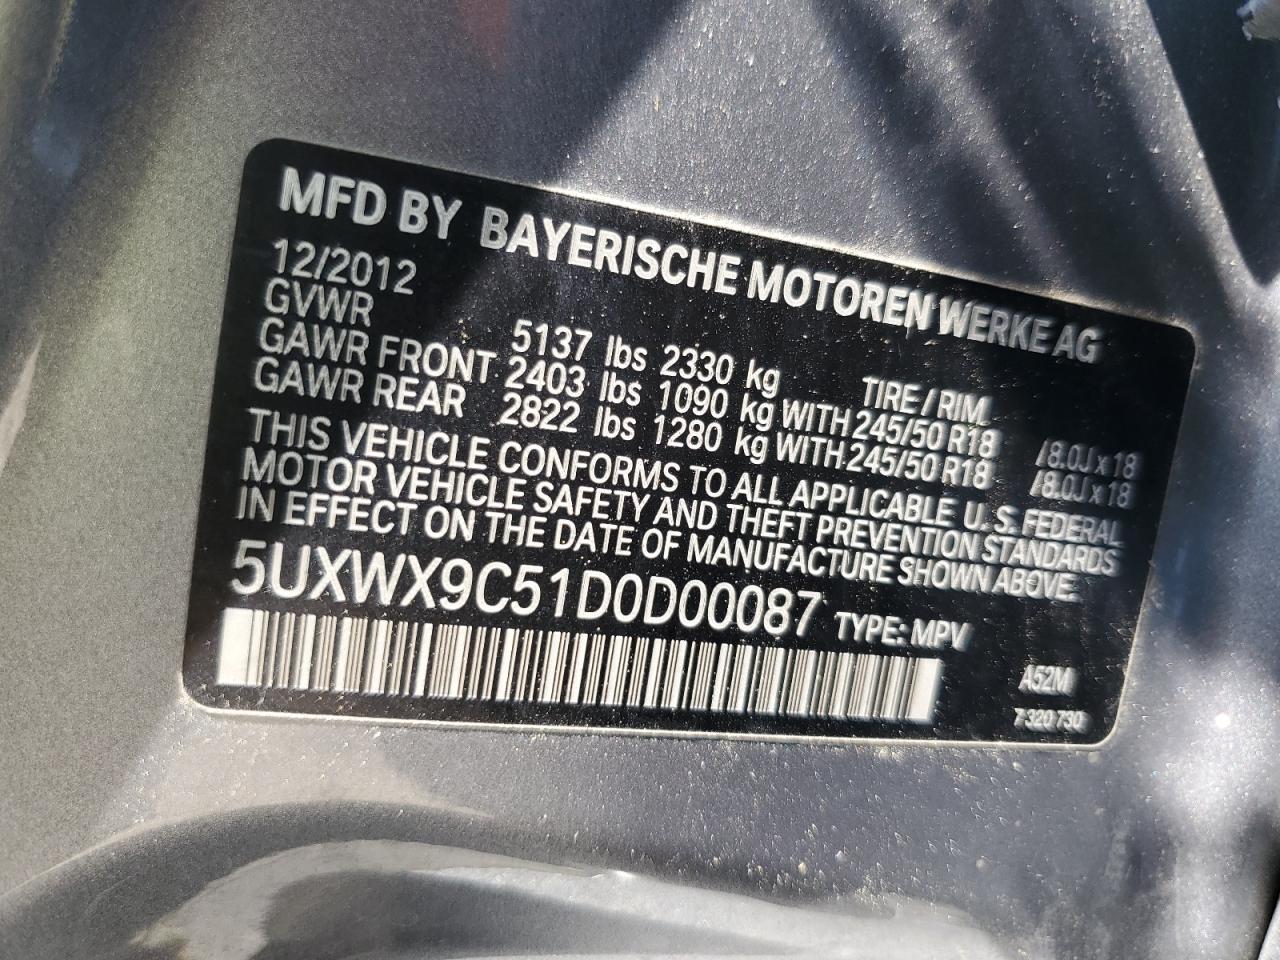 MFD BY BAYERISCHE MOTOREN WERKE AG
12/2012
GVWR 5137 lbs 2330 kg TIRE / RIM
GAWR FRONT 2403 lbs 1090 kg WITH 245/50 R18 /8.0J x 18
GAWR REAR 2822 lbs 1280 kg WITH 245/50 R18 /8.0J x 18
THIS VEHICLE CONFORMS TO ALL APPLICABLE U. S. FEDERAL
MOTOR VEHICLE SAFETY AND THEFT PREVENTION STANDARDS
IN EFFECT ON THE DATE OF MANUFACTURE SHOWN ABOVE.
5UXWX9C51D0D00087 TYPE: MPV
A52M
7 320 730